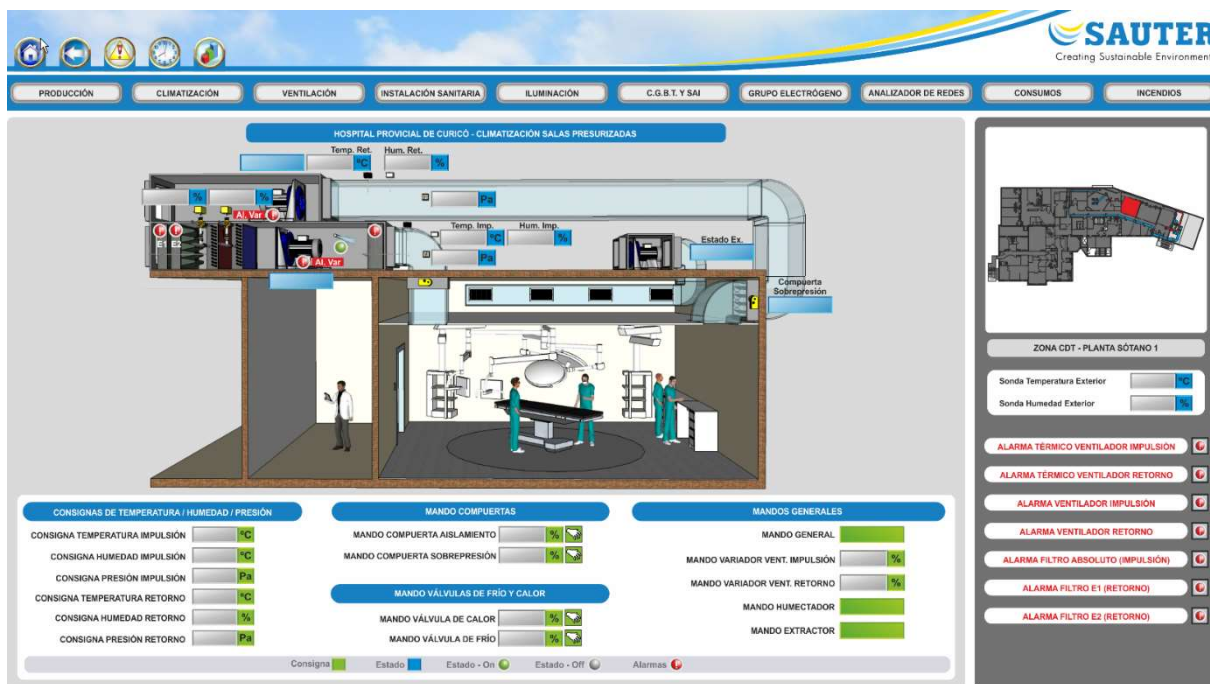 SAUTER
Creating Sustainable Environment
PRODUCCIÓN
CLIMATIZACIÓN
VENTILACIÓN
INSTALACIÓN SANITARIA
ILUMINACIÓN
C.G.B.T. Y SAI
GRUPO ELECTRÓGENO
ANALIZADOR DE REDES
CONSUMOS
INCENDIOS
HOSPITAL PROVICIAL DE CURICÓ - CLIMATIZACIÓN SALAS PRESURIZADAS
Temp. Ret. Hum. Ret.
ºC %
% %
Pa
Al. Var
Temp. Imp. Hum. Imp.
ºC %
E1 E2
Pa
Al. Var
Estado Ex.
Compuerta
Sobrepresión
ZONA CDT - PLANTA SÓTANO 1
Sonda Temperatura Exterior ºC
Sonda Humedad Exterior %
ALARMA TÉRMICO VENTILADOR IMPULSIÓN
ALARMA TÉRMICO VENTILADOR RETORNO
ALARMA VENTILADOR IMPULSIÓN
ALARMA VENTILADOR RETORNO
ALARMA FILTRO ABSOLUTO (IMPULSIÓN)
ALARMA FILTRO E1 (RETORNO)
ALARMA FILTRO E2 (RETORNO)
CONSIGNAS DE TEMPERATURA / HUMEDAD / PRESIÓN
CONSIGNA TEMPERATURA IMPULSIÓN ºC
CONSIGNA HUMEDAD IMPULSIÓN ºC
CONSIGNA PRESIÓN IMPULSIÓN Pa
CONSIGNA TEMPERATURA RETORNO ºC
CONSIGNA HUMEDAD RETORNO %
CONSIGNA PRESIÓN RETORNO Pa
MANDO COMPUERTAS
MANDO COMPUERTA AISLAMIENTO %
MANDO COMPUERTA SOBREPRESIÓN %
MANDO VÁLVULAS DE FRÍO Y CALOR
MANDO VÁLVULA DE CALOR %
MANDO VÁLVULA DE FRÍO %
MANDOS GENERALES
MANDO GENERAL
MANDO VARIADOR VENT. IMPULSIÓN %
MANDO VARIADOR VENT. RETORNO %
MANDO HUMECTADOR
MANDO EXTRACTOR
Consigna Estado Estado - On Estado - Off Alarmas